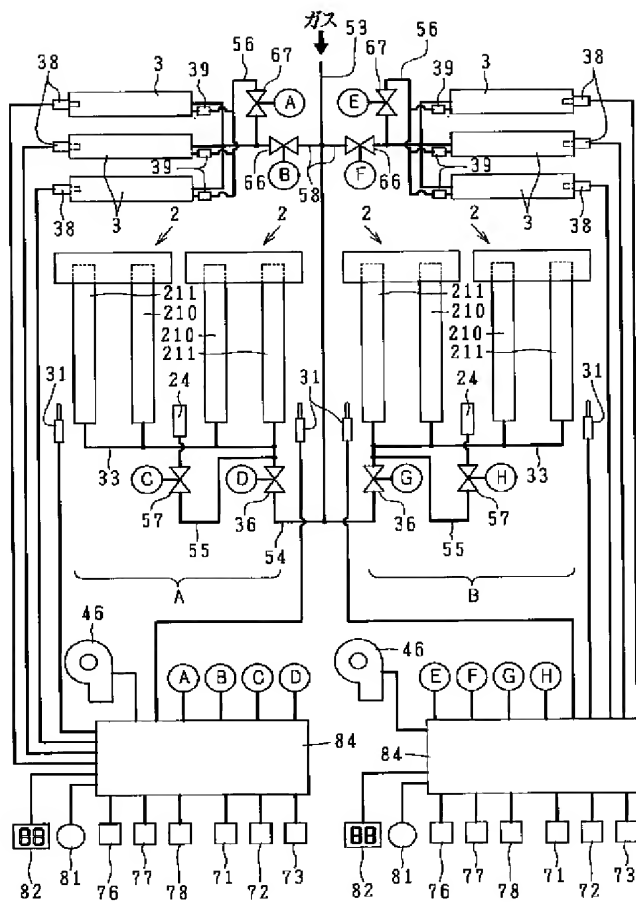 ガス
56 67 53 67 56
38 3 39 A E 39 3 38
66 58 66
B F
39 39
38 3 3 38
2 2 2 2
211 211
210 210
210 210
211 211
31 24 31 24 31
33 C D G H 33
57 36 36 57
55 54 55
A B
46 46
A B C D E F G H
84 84
88 88
82 81 76 77 78 71 72 73 82 81 76 77 78 71 72 73